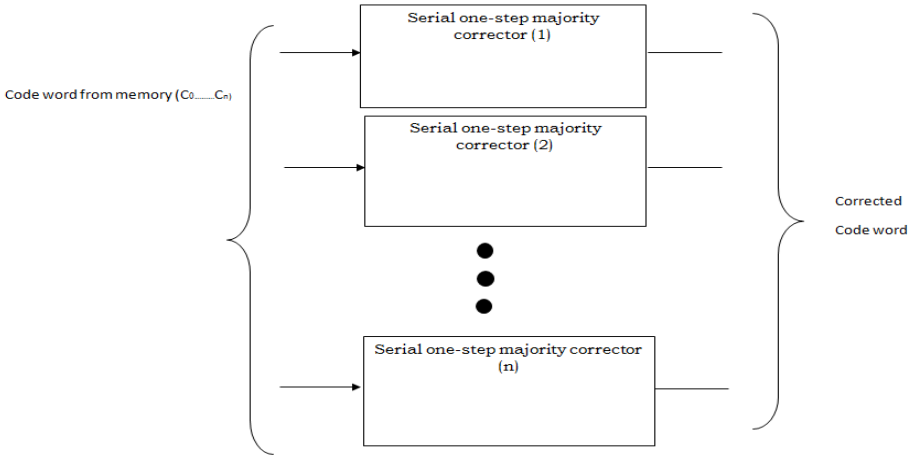 Serial one-step majority
corrector (1)
Code word from memory (C0........Cn)
Serial one-step majority
corrector (2)
Corrected
Code word
Serial one-step majority corrector
(n)